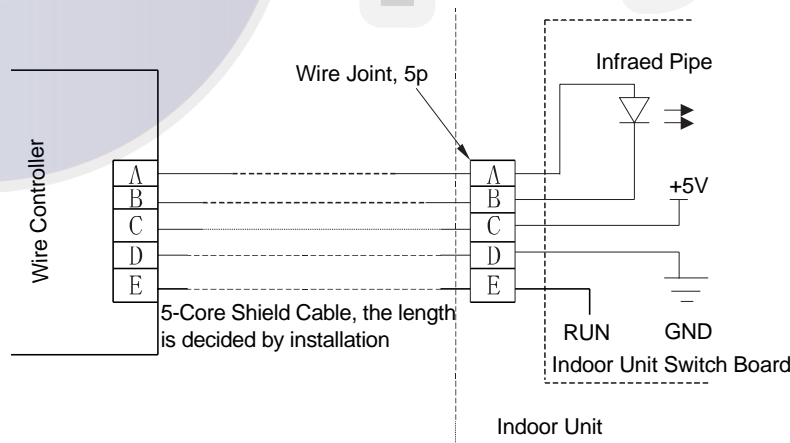 Infraed Pipe
Wire Joint, 5p
Wire Controller
A
B
C
D
E
A
B
C
D
E
+5V
5-Core Shield Cable, the length
is decided by installation
RUN
GND
Indoor Unit Switch Board
Indoor Unit